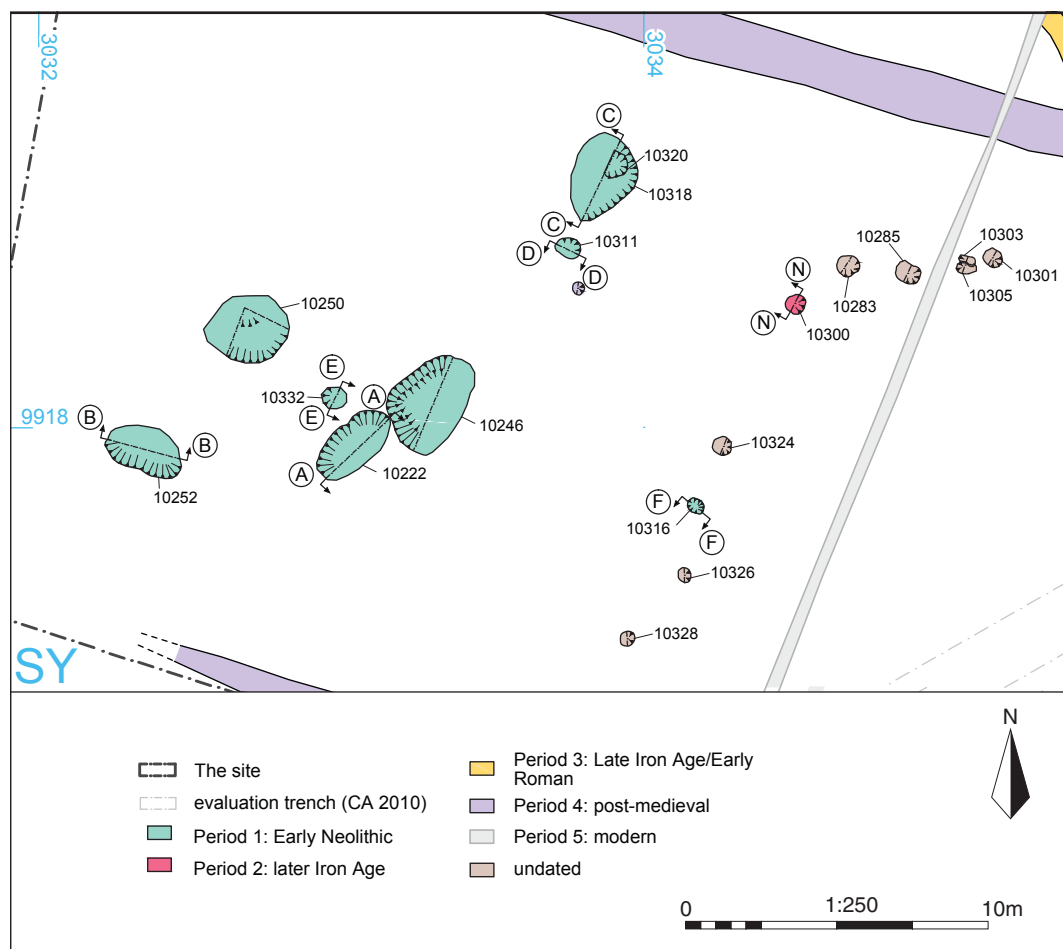 3032
3034
C
10320
10318
C
10311
D
D
10285
10303
10301
10305
10283
N
N
10300
10250
E
10332
A
E
9918
10246
B
B
10222
A
10252
10324
F
10316
F
10326
10328
SY
The site
evaluation trench (CA 2010)
Period 1: Early Neolithic
Period 2: later Iron Age
Period 3: Late Iron Age/Early
Roman
Period 4: post-medieval
Period 5: modern
undated
N
0
1:250
10m